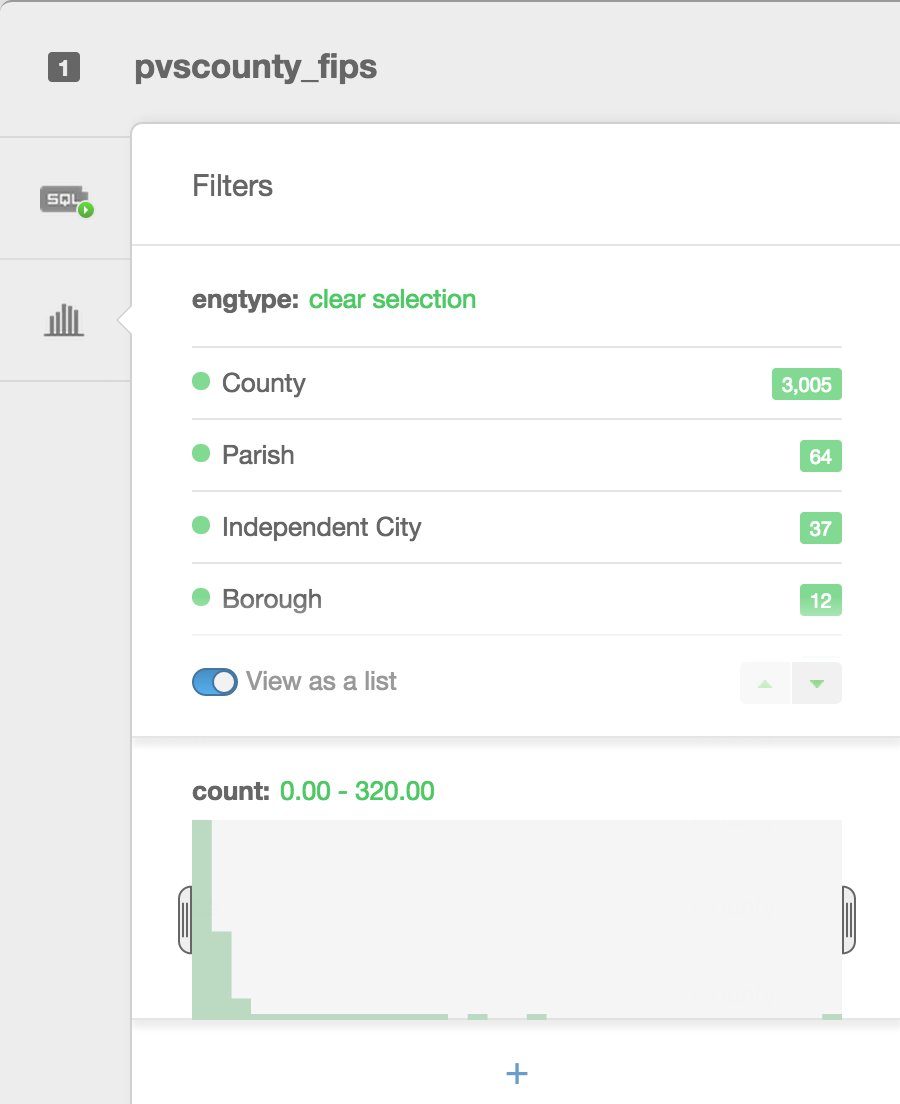 1 pvscounty_fips
SQL
Filters
engtype: clear selection
County 3,005
Parish 64
Independent City 37
Borough 12
View as a list
count: 0.00 - 320.00
+